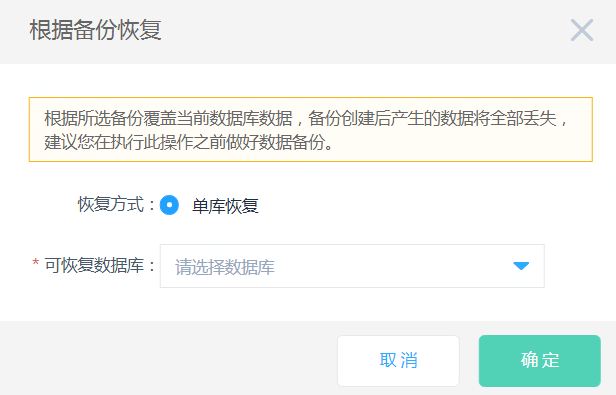 根据备份恢复
根据所选备份覆盖当前数据库数据，备份创建后产生的数据将全部丢失，
建议您在执行此操作之前做好数据备份。
恢复方式： 单库恢复
* 可恢复数据库： 请选择数据库
取消 确定